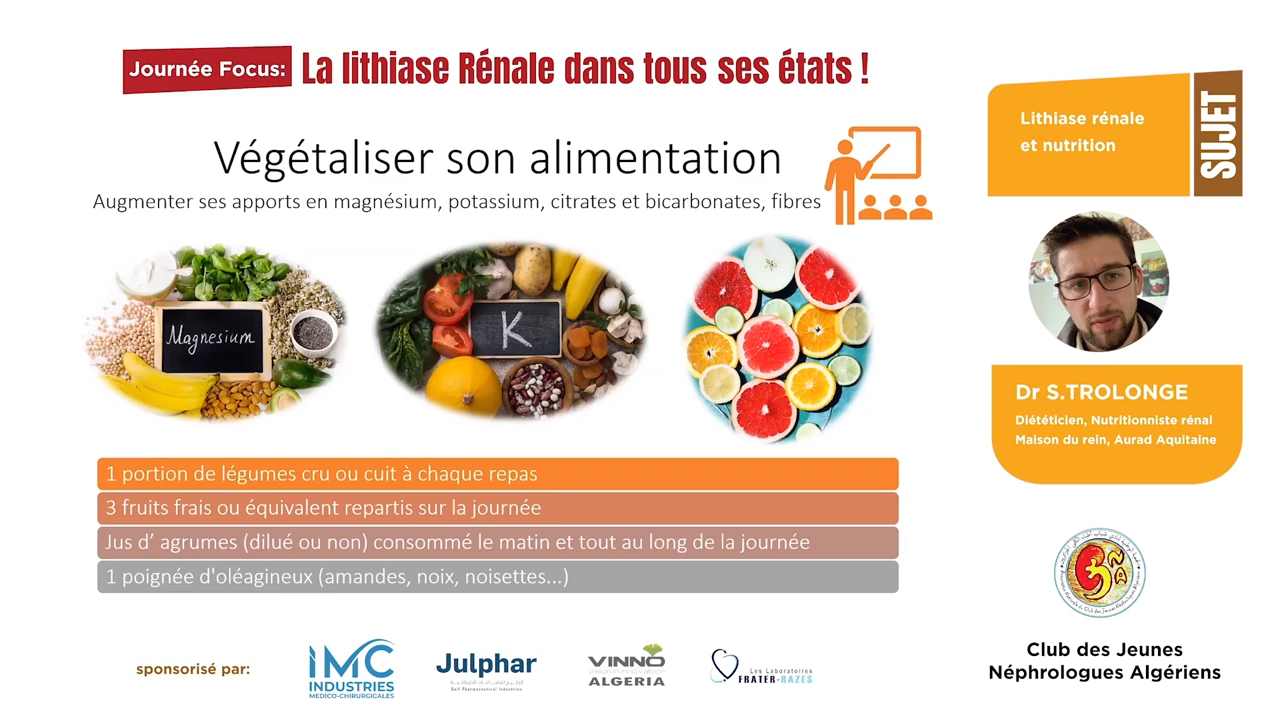 Journée Focus: La lithiase Rénale dans tous ses états !
Végétaliser son alimentation
Augmenter ses apports en magnésium, potassium, citrates et bicarbonates, fibres
Magnesium
K
1 portion de légumes cru ou cuit à chaque repas
3 fruits frais ou équivalent repartis sur la journée
Jus d’ agrumes (dilué ou non) consommé le matin et tout au long de la journée
1 poignée d'oléagineux (amandes, noix, noisettes...)
sponsorisé par:
IMC
INDUSTRIES
MEDICO-CHIRURGICALES
Julphar
Gulf Pharmaceutical Industries
VINNO
ALGERIA
Les Laboratoires
FRATER-RAZES
Lithiase rénale
et nutrition
SUJET
Dr S.TROLONGE
Diététicien, Nutritionniste rénal
Maison du rein, Aurad Aquitaine
Club des Jeunes
Néphrologues Algériens